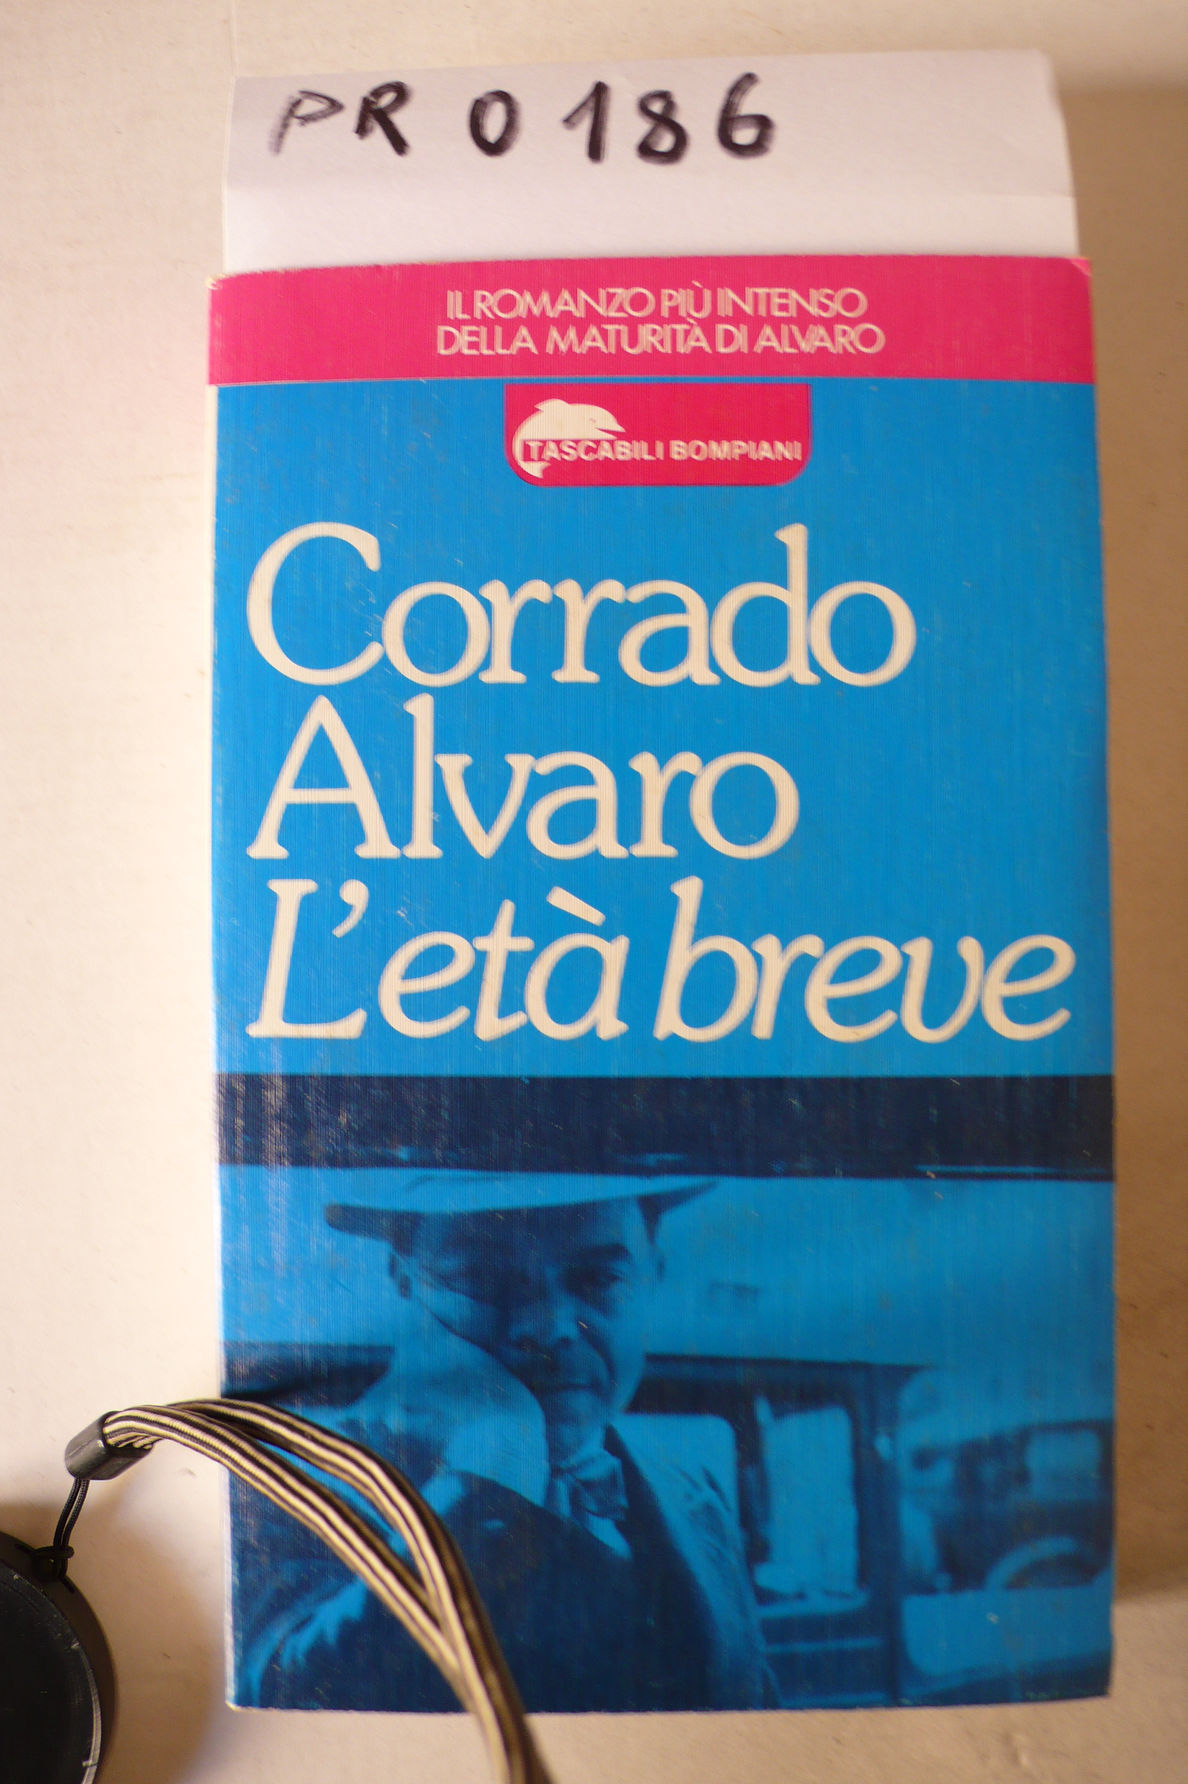 PR 0186
IL ROMANZO PIÙ INTENSO
DELLA MATURITÀ DI ALVARO
TASCABILI BOMPIANI
Corrado
Alvaro
L'età breve